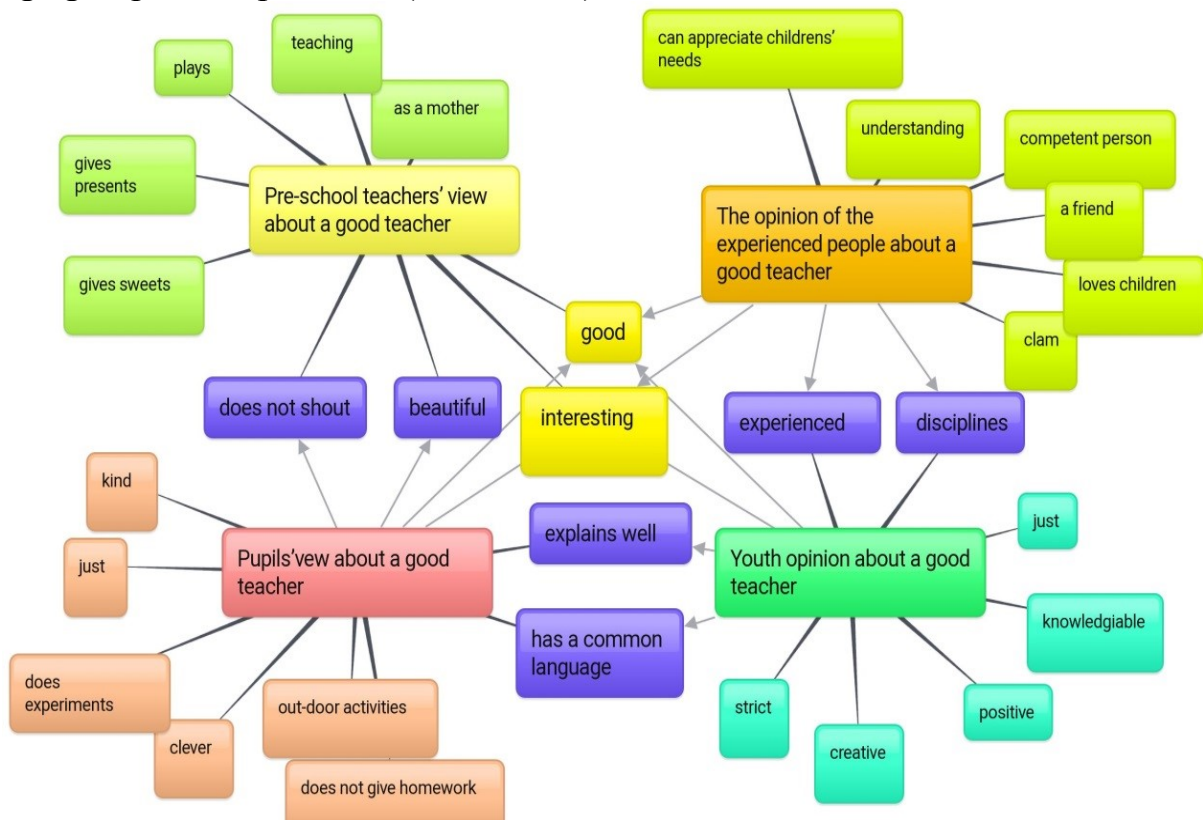 teaching
plays
as a mother
gives
presents
Pre-school teachers’ view
about a good teacher
gives sweets
can appreciate childrens’
needs
understanding
competent person
a friend
The opinion of the
experienced people about a
good teacher
loves children
clam
good
does not shout
beautiful
interesting
experienced
disciplines
kind
just
Pupils’vew about a good
teacher
explains well
has a common
language
Youth opinion about a good
teacher
just
knowledgiable
does
experiments
clever
out-door activities
does not give homework
strict
creative
positive